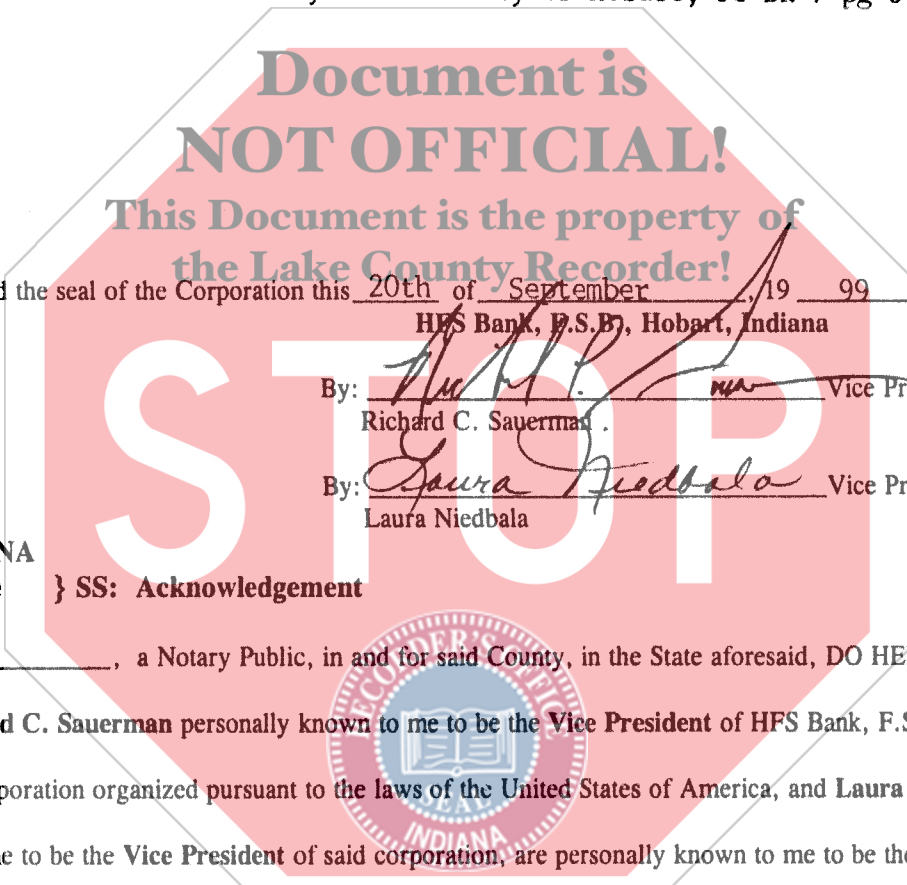 Document is
NOT OFFICIAL!
This Document is the property of
the Lake County Recorder!
the seal of the Corporation this 20th of September, 19 99
HFS Bank, F.S.B., Hobart, Indiana
By: Vice Pr
Richard C. Sauerman
By: Laura Niedbala Vice Pr
Laura Niedbala
STOP
NA
} SS: Acknowledgement
, a Notary Public, in and for said County, in the State aforesaid, DO HE
d C. Sauerman personally known to me to be the Vice President of HFS Bank, F.S
poration organized pursuant to the laws of the United States of America, and Laura
e to be the Vice President of said corporation, are personally known to me to be the
RECORDER'S OFFICE
SEAL
INDIANA